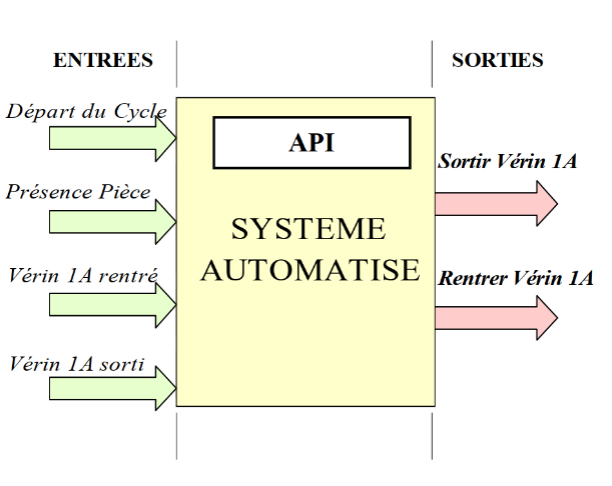 ENTREES
SORTIES
Départ du Cycle
API
Sortir Vérin 1A
Présence Pièce
SYSTEME
AUTOMATISE
Vérin 1A rentré
Rentrer Vérin 1A
Vérin 1A sorti